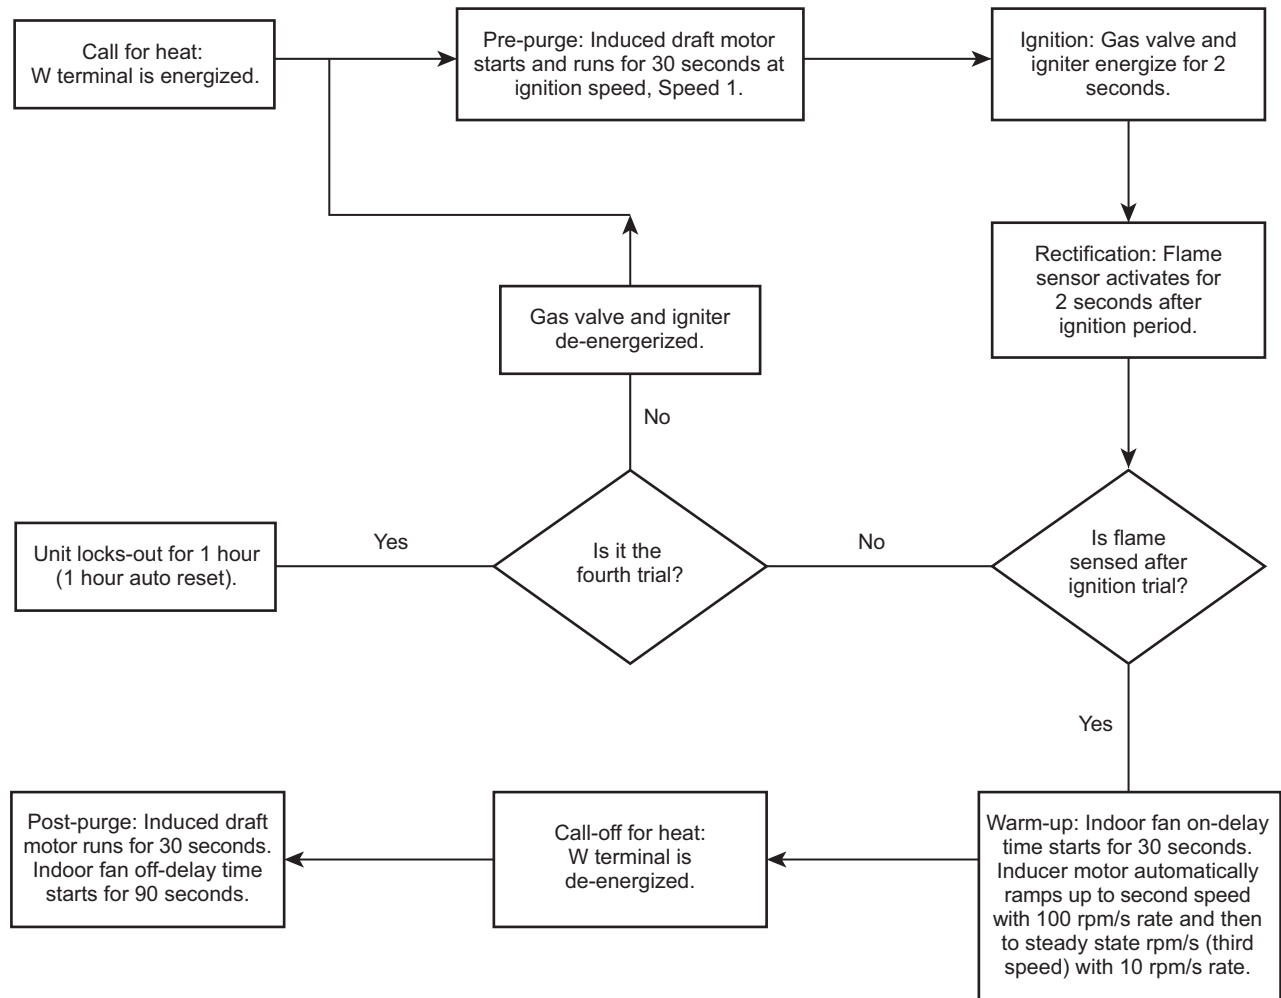 Call for heat:
W terminal is energized.
Pre-purge: Induced draft motor
starts and runs for 30 seconds at
ignition speed, Speed 1.
Ignition: Gas valve and
igniter energize for 2
seconds.
Rectification: Flame
sensor activates for
2 seconds after
ignition period.
Gas valve and igniter
de-energerized.
No
Is flame
sensed after
ignition trial?
No
Is it the
fourth trial?
Yes
Unit locks-out for 1 hour
(1 hour auto reset).
Yes
Warm-up: Indoor fan on-delay
time starts for 30 seconds.
Inducer motor automatically
ramps up to second speed
with 100 rpm/s rate and then
to steady state rpm/s (third
speed) with 10 rpm/s rate.
Call-off for heat:
W terminal is
de-energized.
Post-purge: Induced draft
motor runs for 30 seconds.
Indoor fan off-delay time
starts for 90 seconds.